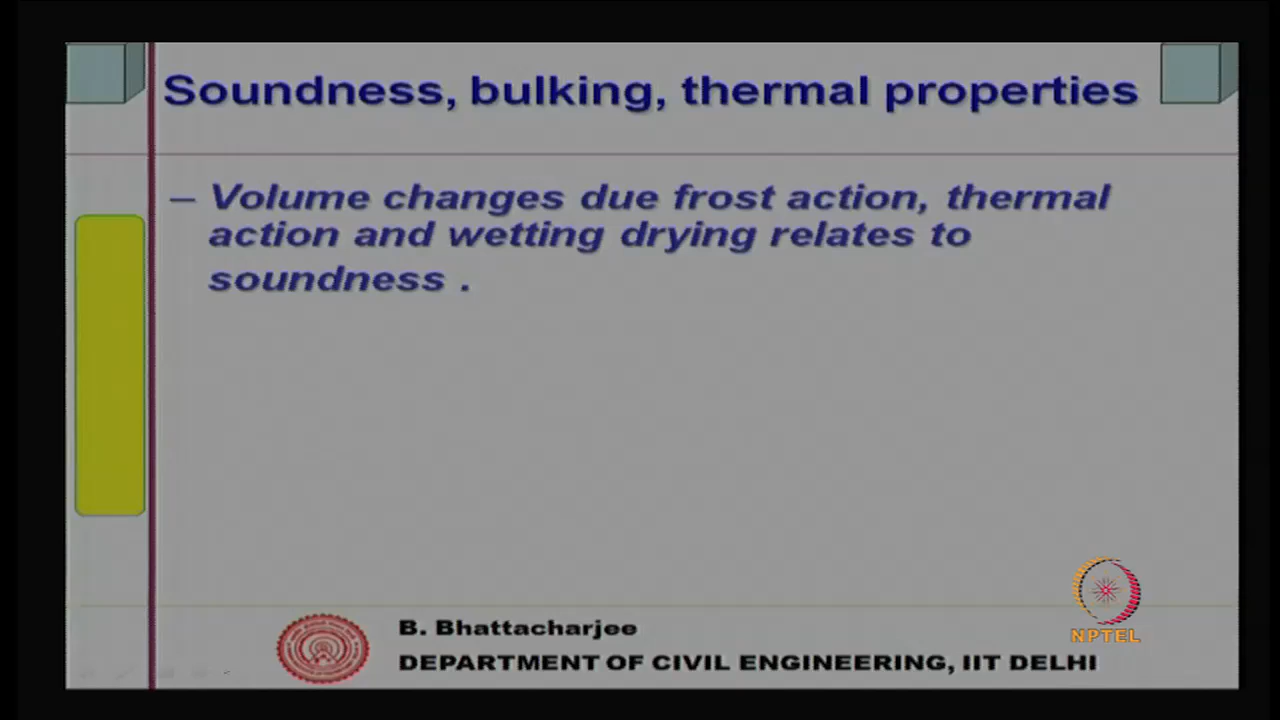 Soundness, bulking, thermal properties
– Volume changes due frost action, thermal
action and wetting drying relates to
soundness .
B. Bhattacharjee
DEPARTMENT OF CIVIL ENGINEERING, IIT DELHI
NPTEL